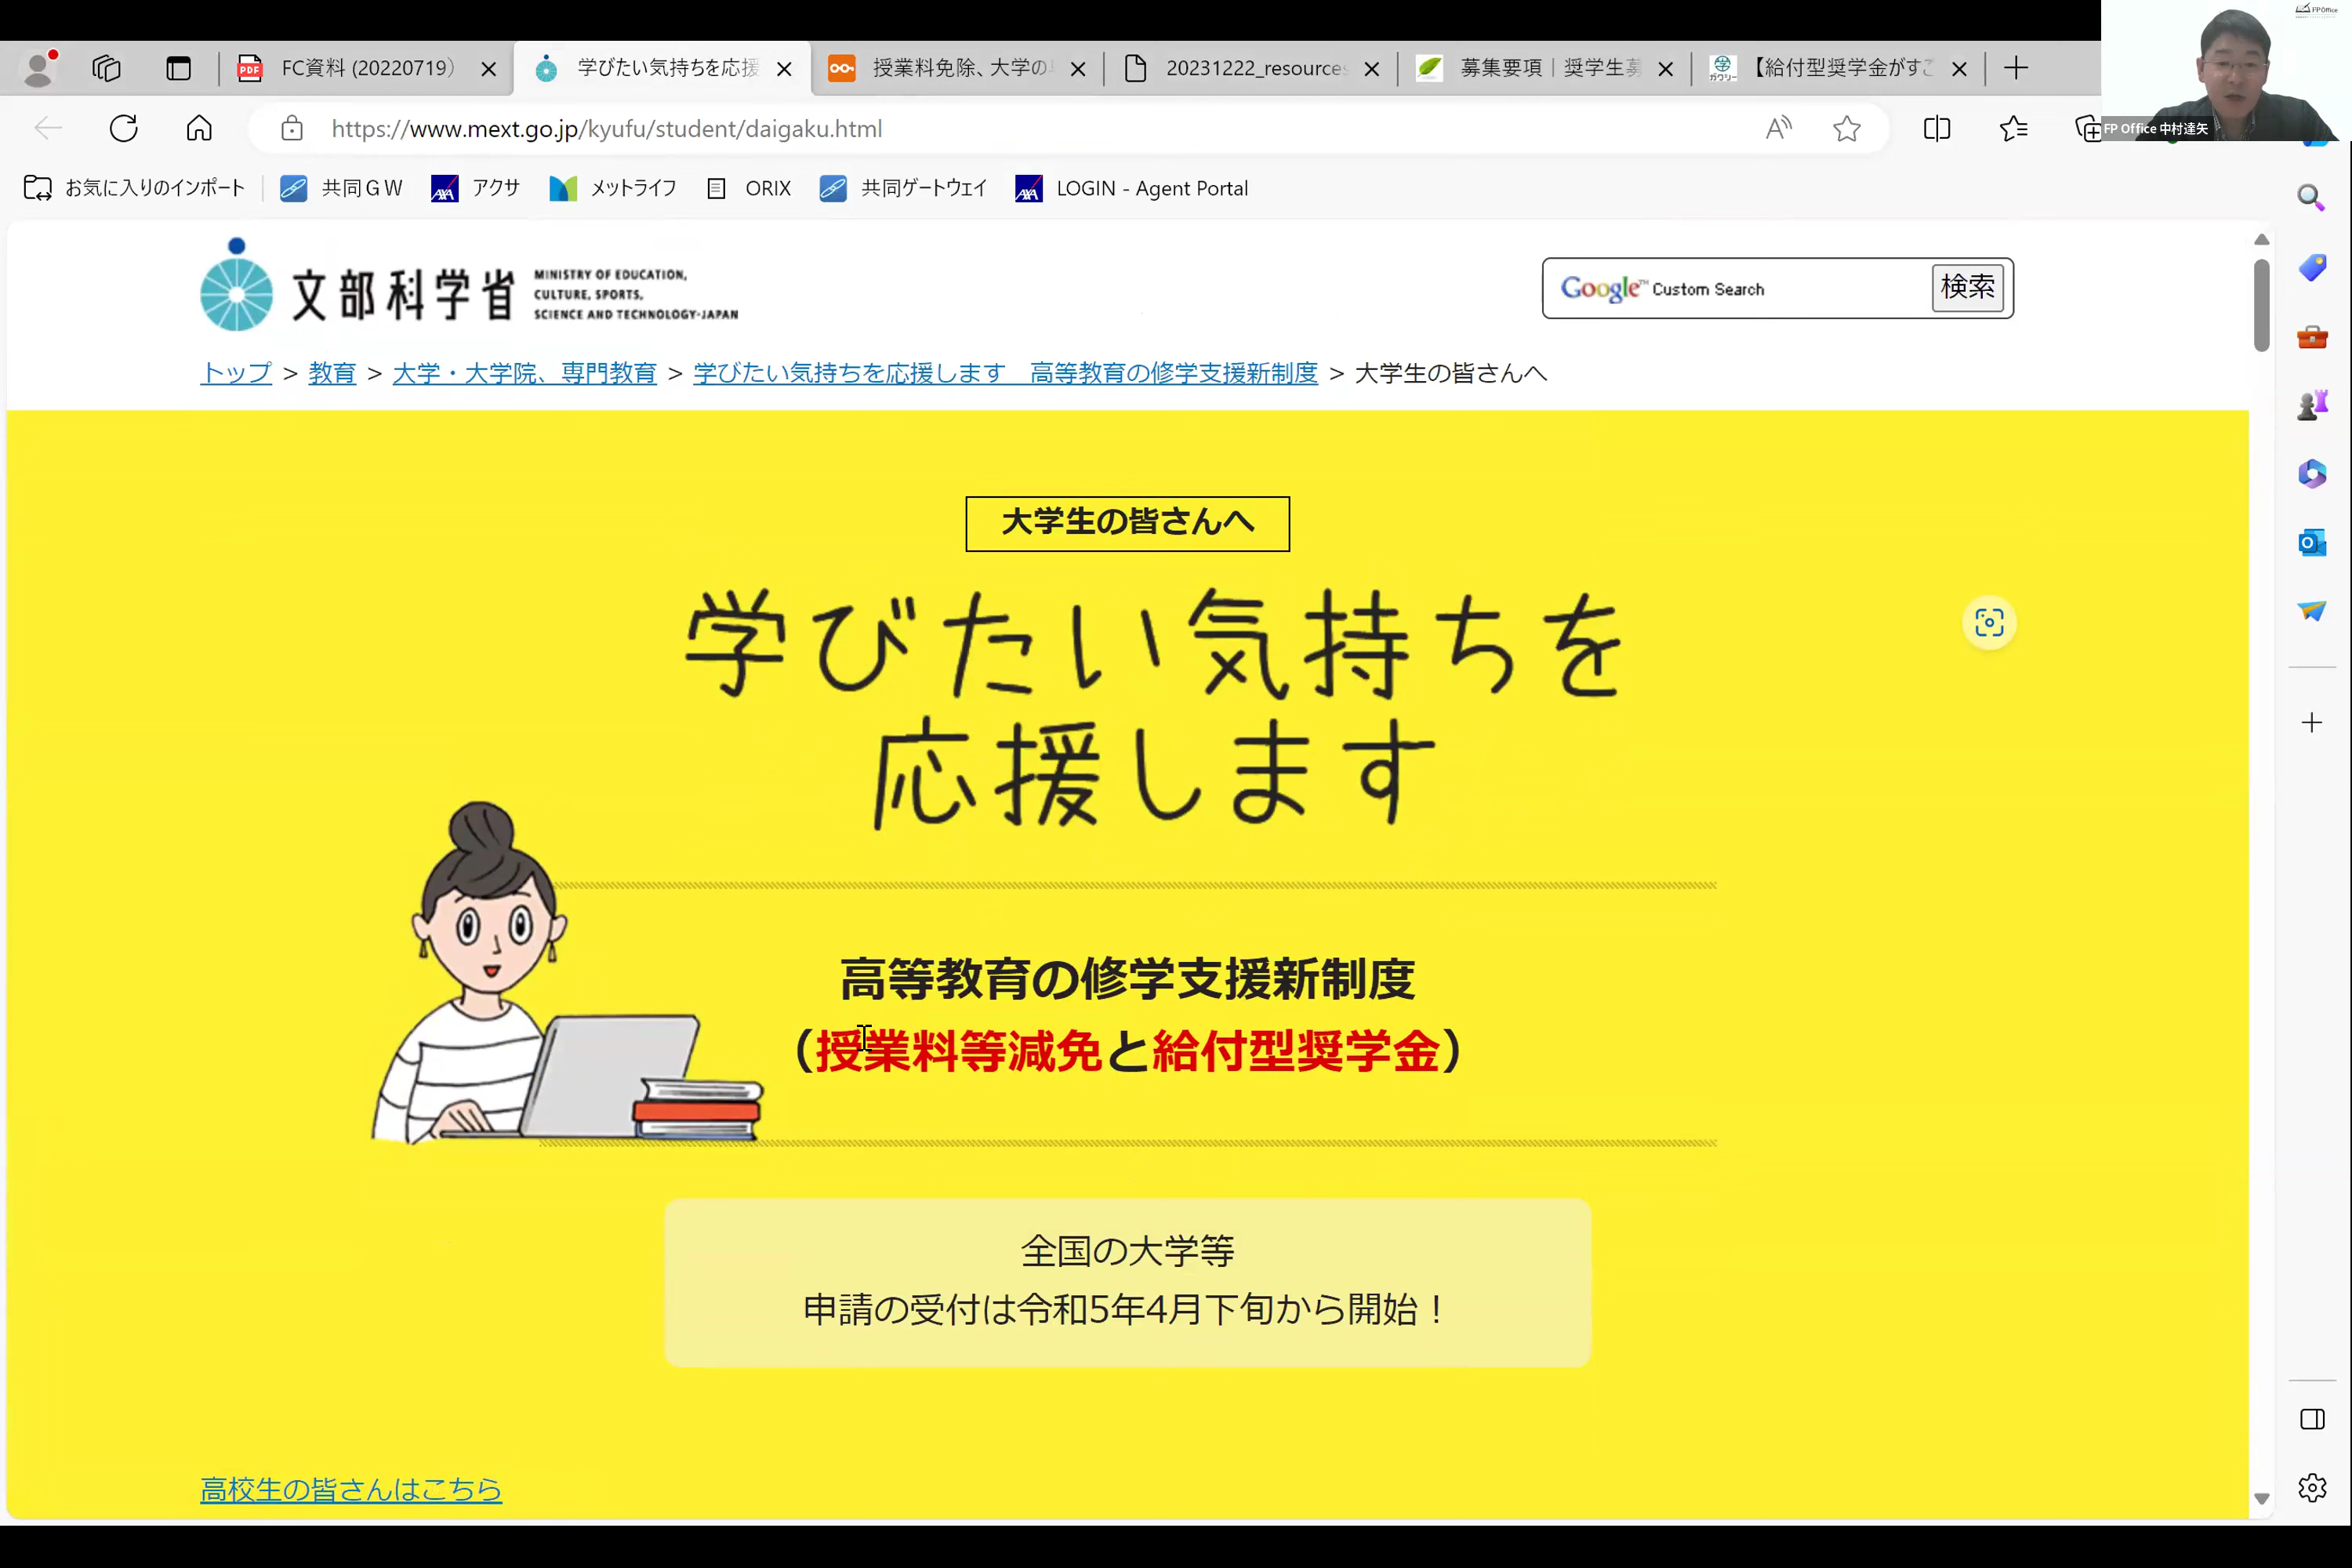 FC資料 (20220719)
学びたい気持ちを応援
授業料免除、大学の
20231222_resources
募集要項｜奨学生募
【給付型奨学金がすご
FP Office
FP Office 中村達矢
https://www.mext.go.jp/kyufu/student/daigaku.html
お気に入りのインポート
共同ＧＷ
アクサ
メットライフ
ORIX
共同ゲートウェイ
LOGIN - Agent Portal
文部科学省
MINISTRY OF EDUCATION,
CULTURE, SPORTS,
SCIENCE AND TECHNOLOGY-JAPAN
Google™ Custom Search
検索
トップ > 教育 > 大学・大学院、専門教育 > 学びたい気持ちを応援します　高等教育の修学支援新制度 > 大学生の皆さんへ
大学生の皆さんへ
学びたい気持ちを
応援します
高等教育の修学支援新制度
（授業料等減免と給付型奨学金）
全国の大学等
申請の受付は令和5年4月下旬から開始！
高校生の皆さんはこちら